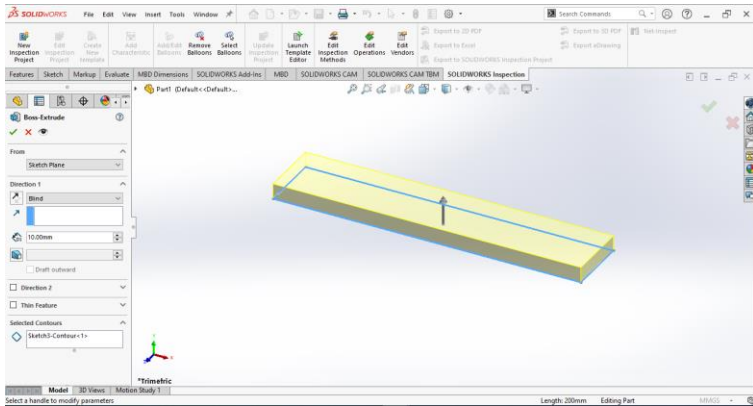 SOLIDWORKS File Edit View Insert Tools Window
Search Commands
New Inspection Project
Edit Inspection Project
Create New template
Add Characteristic
Add/Edit Balloons
Remove Balloons
Select Balloons
Update Inspection Project
Launch Template Editor
Edit Inspection Methods
Edit Operations
Edit Vendors
Export to 2D PDF
Export to Excel
Export to SOLIDWORKS Inspection Project
Export to 3D PDF
Export eDrawing
Net-Inspect
Features Sketch Markup Evaluate MBD Dimensions SOLIDWORKS Add-Ins MBD SOLIDWORKS CAM SOLIDWORKS CAM TBM SOLIDWORKS Inspection
Part1 (Default<<Default>...
Boss-Extrude
From
Sketch Plane
Direction 1
Blind
10.00mm
Draft outward
Direction 2
Thin Feature
Selected Contours
Sketch3-Contour<1>
*Trimetric
Model 3D Views Motion Study 1
Select a handle to modify parameters
Length: 200mm Editing Part MMGS